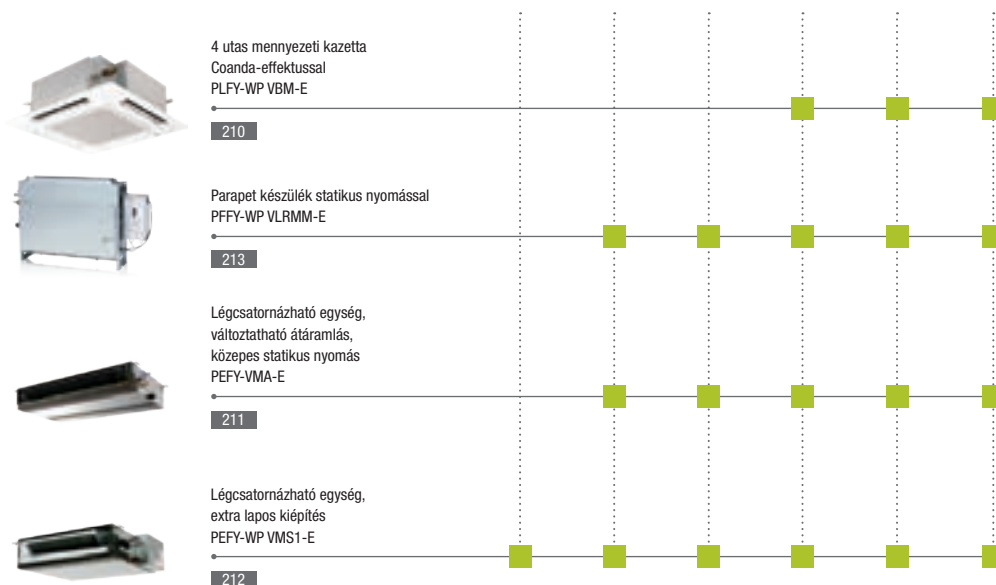 4 utas mennyezeti kazetta
Coanda-effektussal
PLFY-WP VBM-E
210
Parapet készülék statikus nyomással
PFFY-WP VLRMM-E
213
Légcsatornázható egység,
változtatható átáramlás,
közepes statikus nyomás
PEFY-VMA-E
211
Légcsatornázható egység,
extra lapos kiépítés
PEFY-WP VMS1-E
212